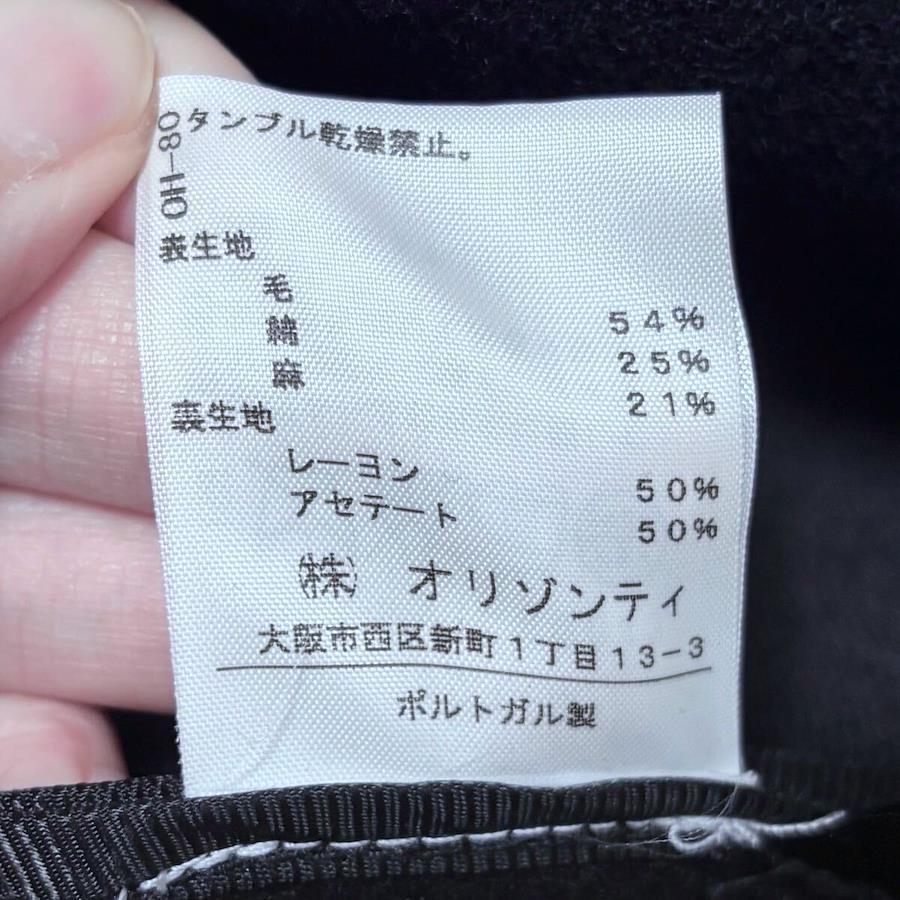 タンブル乾燥禁止。
OH-80
表生地
毛 54%
綿 25%
麻 21%
裏生地
レーヨン 50%
アセテート 50%
㈱ オリゾンティ
大阪市西区新町1丁目13-3
ポルトガル製